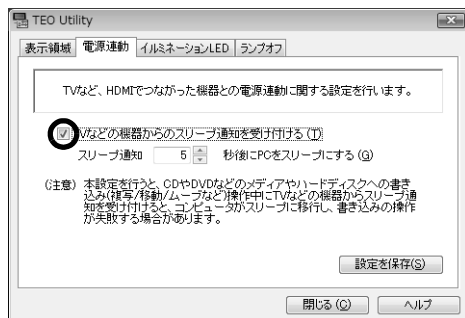 TEO Utility
表示領域 電源連動 イルミネーションLED ランプオフ
TVなど、HDMIでつながった機器との電源連動に関する設定を行います。
Vなどの機器からのスリープ通知を受け付ける(T)
スリープ通知 5 秒後にPCをスリープにする(G)
(注意) 本設定を行うと、CDやDVDなどのメディアやハードディスクへの書き
込み(複写/移動/ムーブなど)操作中にTVなどの機器からスリープ通
知を受け付けると、コンピュータがスリープに移行し、書き込みの操作
が失敗する場合があります。
設定を保存(S)
閉じる(C) ヘルプ